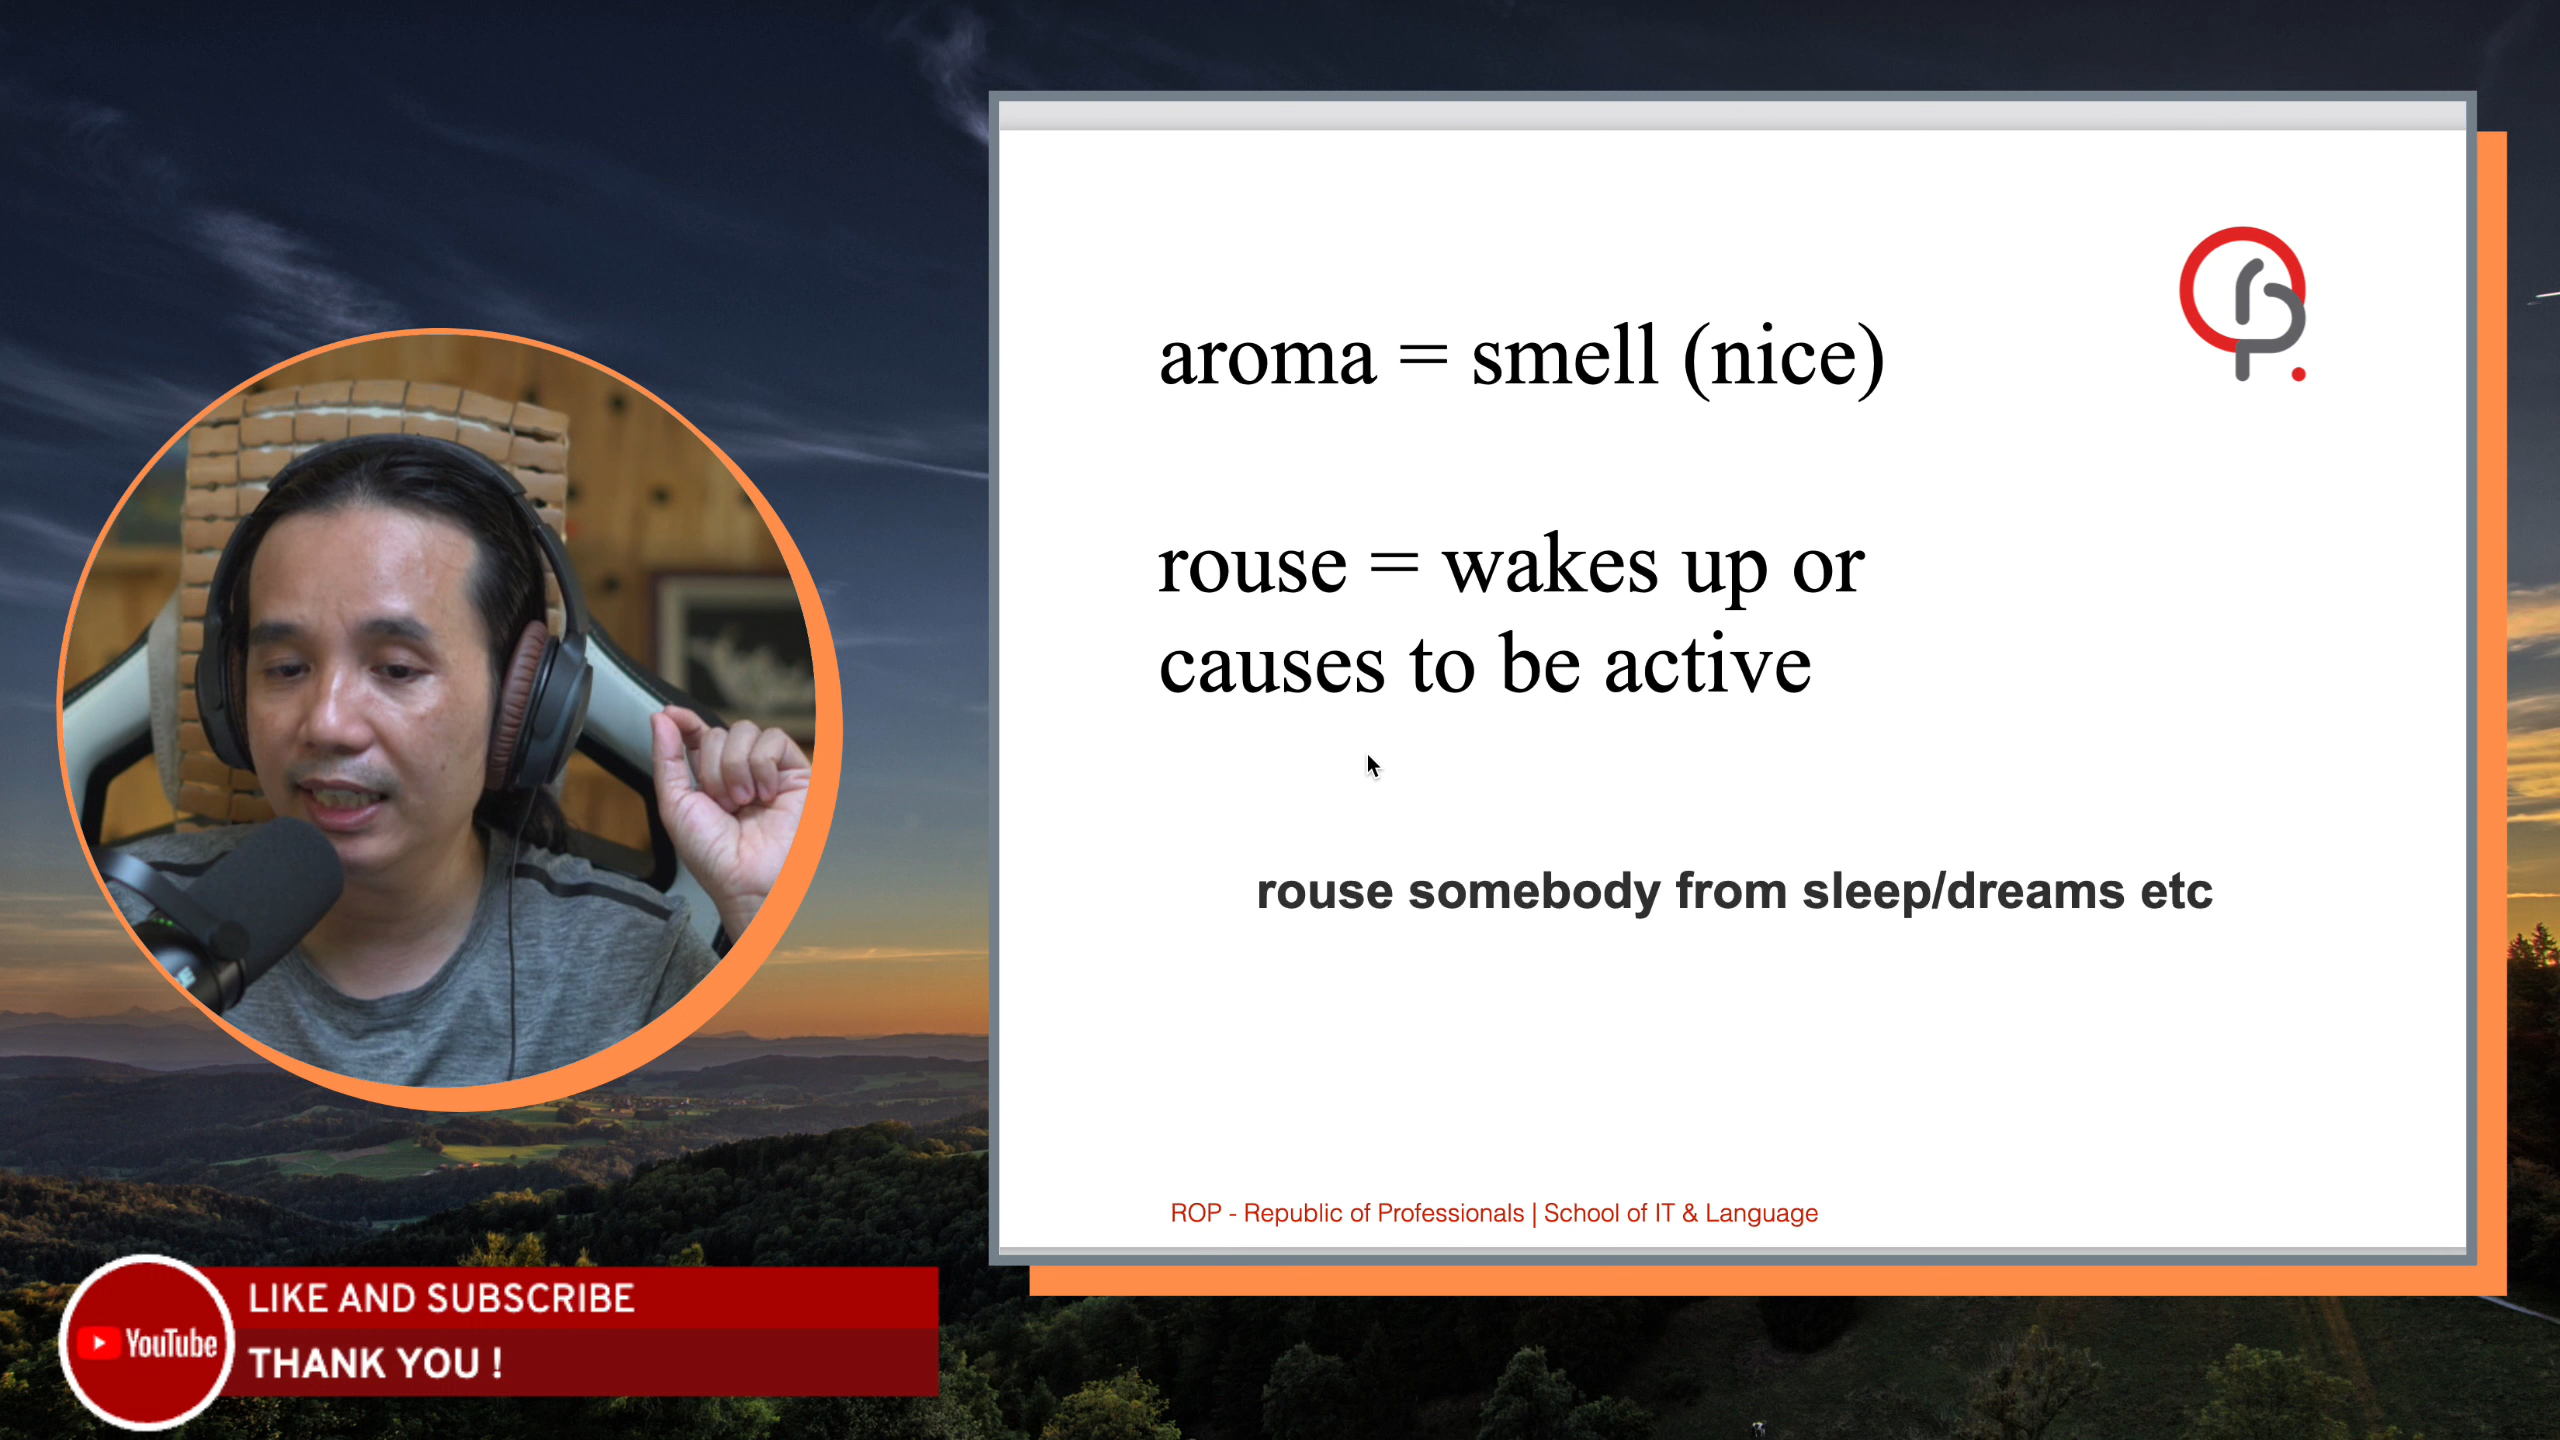 aroma = smell (nice)
rouse = wakes up or
causes to be active
rouse somebody from sleep/dreams etc
ROP - Republic of Professionals | School of IT & Language
LIKE AND SUBSCRIBE
YouTube
THANK YOU !